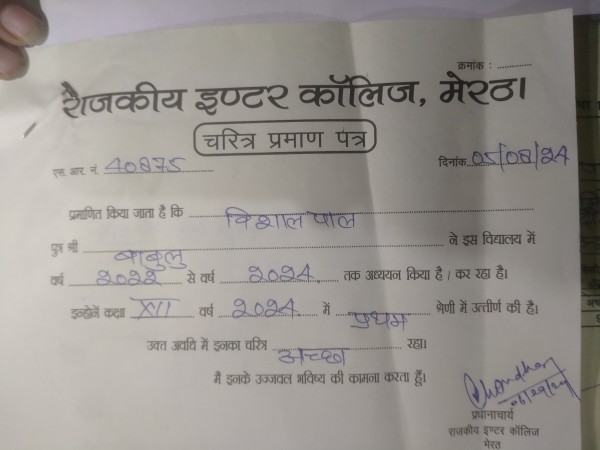 क्रमांक : ............
राजकीय इण्टर कॉलिज, मेरठ।
चरित्र प्रमाण पत्र
एस. आर. नं. 40875 दिनांक 05/08/24
प्रमाणित किया जाता है कि विशाल पाल
पुत्र श्री बाबुलु ने इस विद्यालय में
वर्ष 2022 से वर्ष 2024 तक अध्ययन किया है / कर रहा है।
इन्होनें कक्षा XII वर्ष 2024 में प्रथम श्रेणी में उत्तीर्ण की है।
उक्त अवधि में इनका चरित्र अच्छा रहा।
मै इनके उज्जवल भविष्य की कामना करता हूँ।
प्रधानाचार्य
राजकीय इण्टर कॉलिज
मेरठ